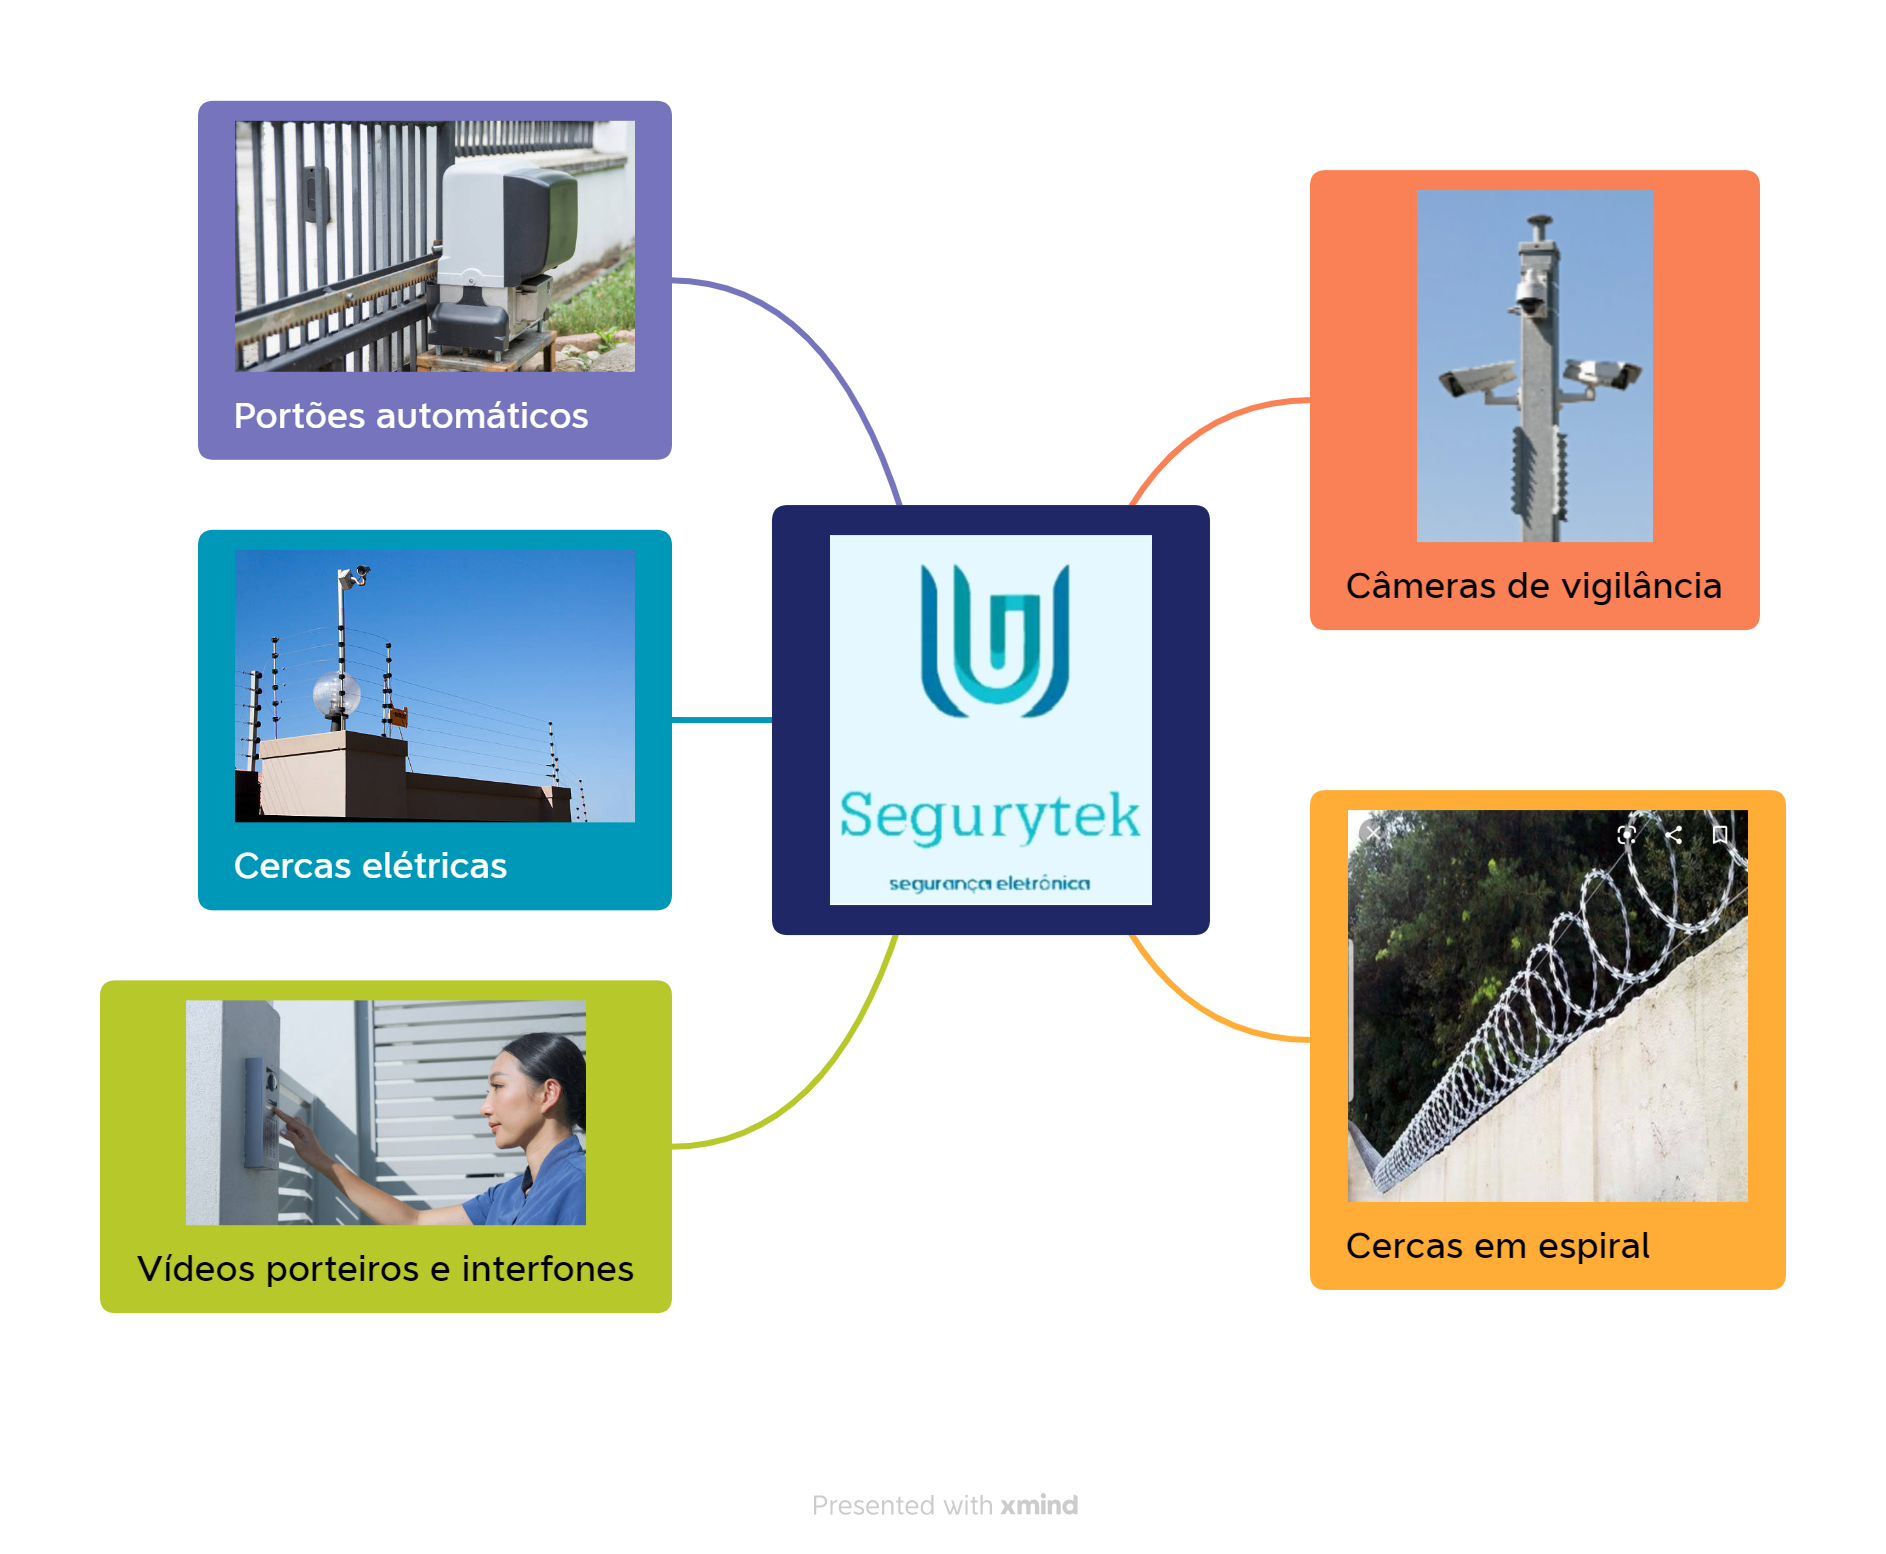 Portões automáticos
Câmeras de vigilância
Cercas elétricas
Segurytek
segurança eletrônica
Vídeos porteiros e interfones
Cercas em espiral
Presented with xmind